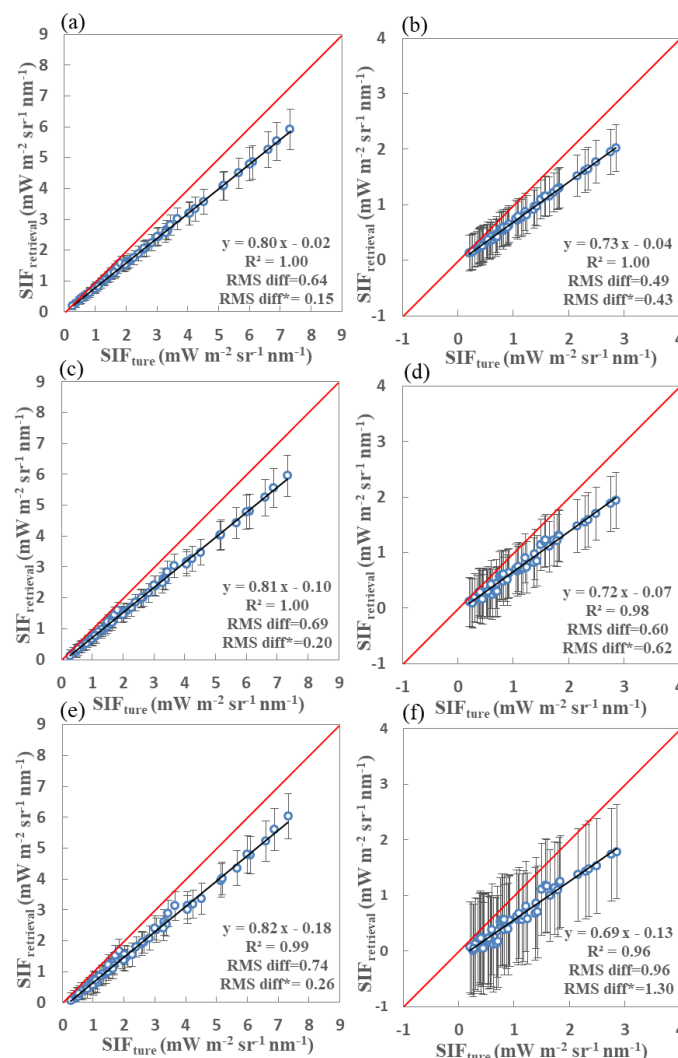 (a)
9
8
7
6
5
4
3
2
1
0
SIFretrieval (mW m-2 sr-1 nm-1)
y = 0.80 x - 0.02
R² = 1.00
RMS diff=0.64
RMS diff*= 0.15
0 1 2 3 4 5 6 7 8 9
SIFture (mW m-2 sr-1 nm-1)
(b)
4
3
2
1
0
-1
SIFretrieval (mW m-2 sr-1 nm-1)
y = 0.73 x - 0.04
R² = 1.00
RMS diff=0.49
RMS diff*=0.43
-1 0 1 2 3 4
SIFture (mW m-2 sr-1 nm-1)
(c)
9
8
7
6
5
4
3
2
1
0
SIFretrieval (mW m-2 sr-1 nm-1)
y = 0.81 x - 0.10
R² = 1.00
RMS diff=0.69
RMS diff*=0.20
0 1 2 3 4 5 6 7 8 9
SIFture (mW m-2 sr-1 nm-1)
(d)
4
3
2
1
0
-1
SIFretrieval (mW m-2 sr-1 nm-1)
y = 0.72 x - 0.07
R² = 0.98
RMS diff=0.60
RMS diff*=0.62
-1 0 1 2 3 4
SIFture (mW m-2 sr-1 nm-1)
(e)
9
8
7
6
5
4
3
2
1
0
SIFretrieval (mW m-2 sr-1 nm-1)
y = 0.82 x - 0.18
R² = 0.99
RMS diff=0.74
RMS diff*= 0.26
0 1 2 3 4 5 6 7 8 9
SIFture (mW m-2 sr-1 nm-1)
(f)
4
3
2
1
0
-1
SIFretrieval (mW m-2 sr-1 nm-1)
y = 0.69 x - 0.13
R² = 0.96
RMS diff=0.96
RMS diff*=1.30
-1 0 1 2 3 4
SIFture (mW m-2 sr-1 nm-1)